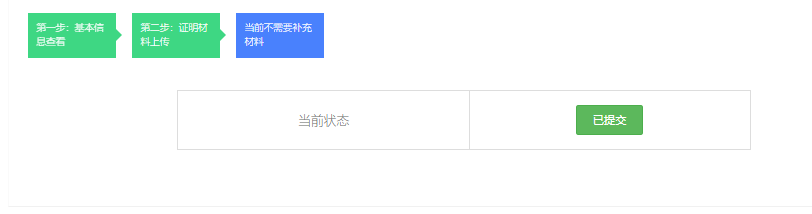 第一步：基本信
息查看
第二步：证明材
料上传
当前不需要补充
材料
当前状态
已提交